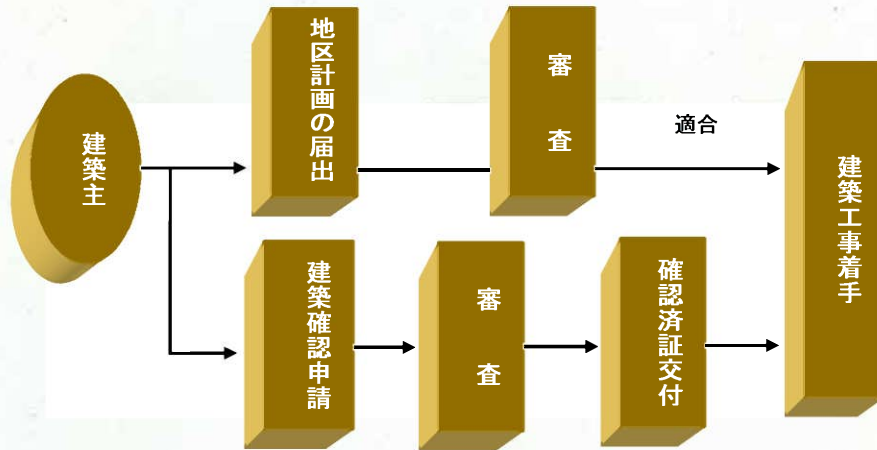 建築主
地区計画の届出
審査
適合
建築確認申請
審査
確認済証交付
建築工事着手